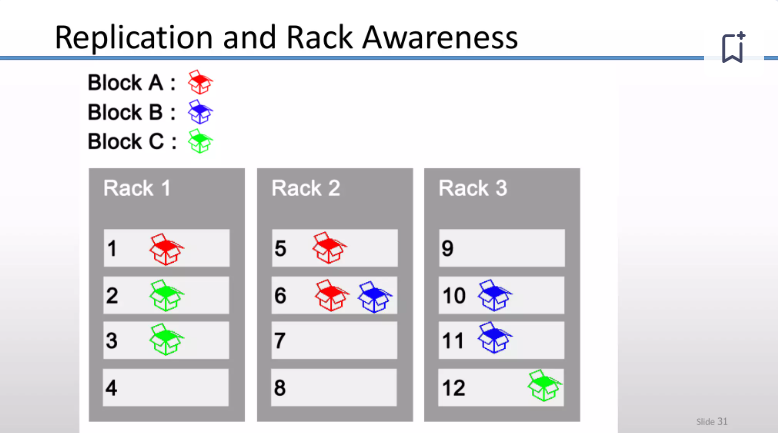 Replication and Rack Awareness
Block A :
Block B :
Block C :
Rack 1
1
2
3
4
Rack 2
5
6
7
8
Rack 3
9
10
11
12
Slide 31